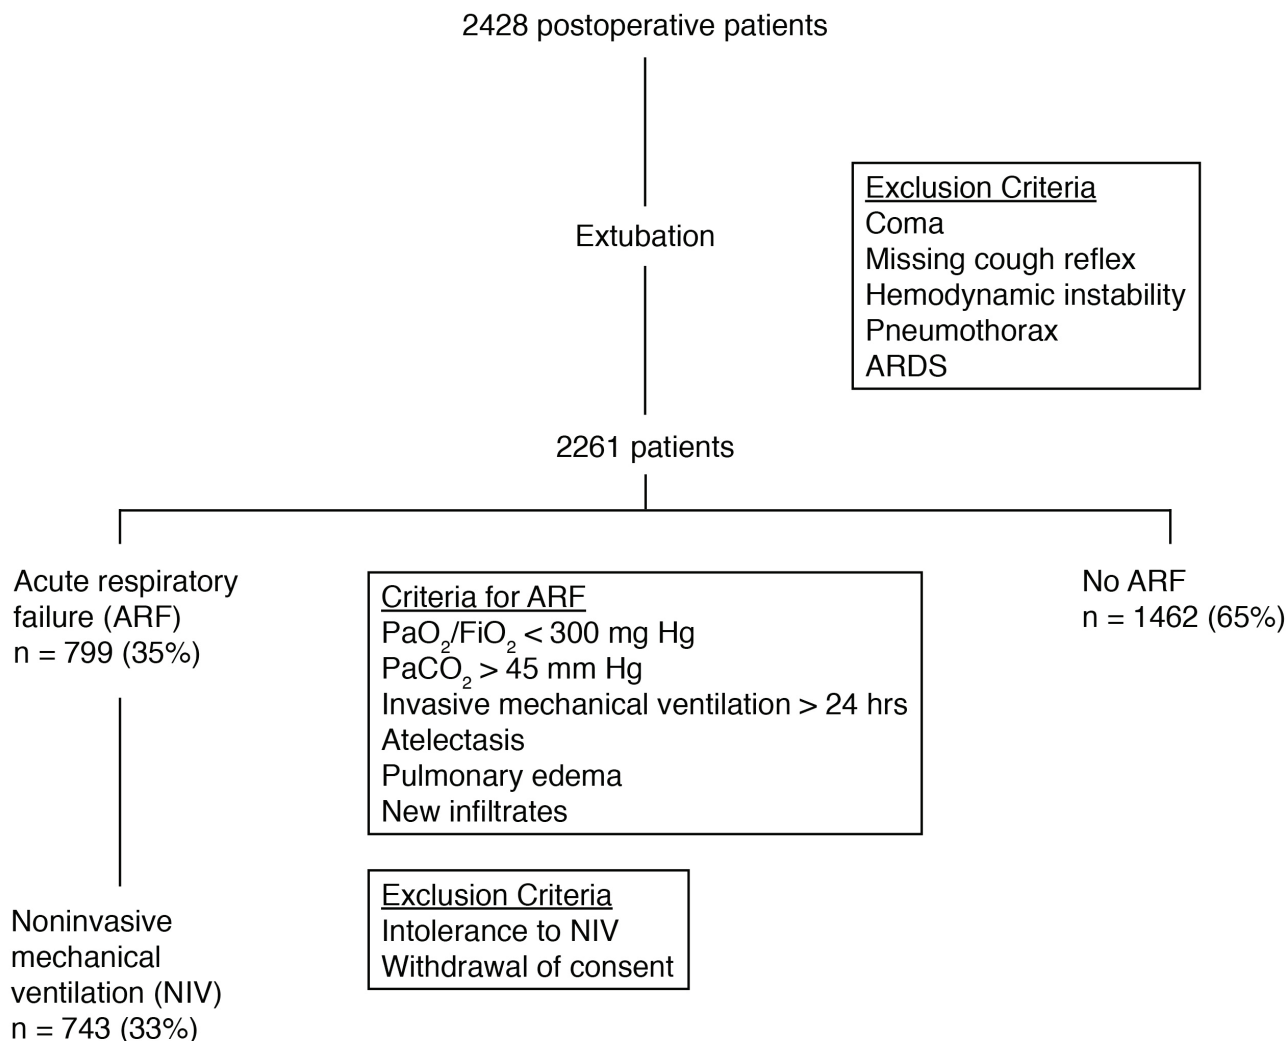 2428 postoperative patients
Extubation
Exclusion Criteria
Coma
Missing cough reflex
Hemodynamic instability
Pneumothorax
ARDS
2261 patients
Acute respiratory
failure (ARF)
n = 799 (35%)
Criteria for ARF
PaO₂/FiO₂ < 300 mg Hg
PaCO₂ > 45 mm Hg
Invasive mechanical ventilation > 24 hrs
Atelectasis
Pulmonary edema
New infiltrates
No ARF
n = 1462 (65%)
Exclusion Criteria
Intolerance to NIV
Withdrawal of consent
Noninvasive
mechanical
ventilation (NIV)
n = 743 (33%)